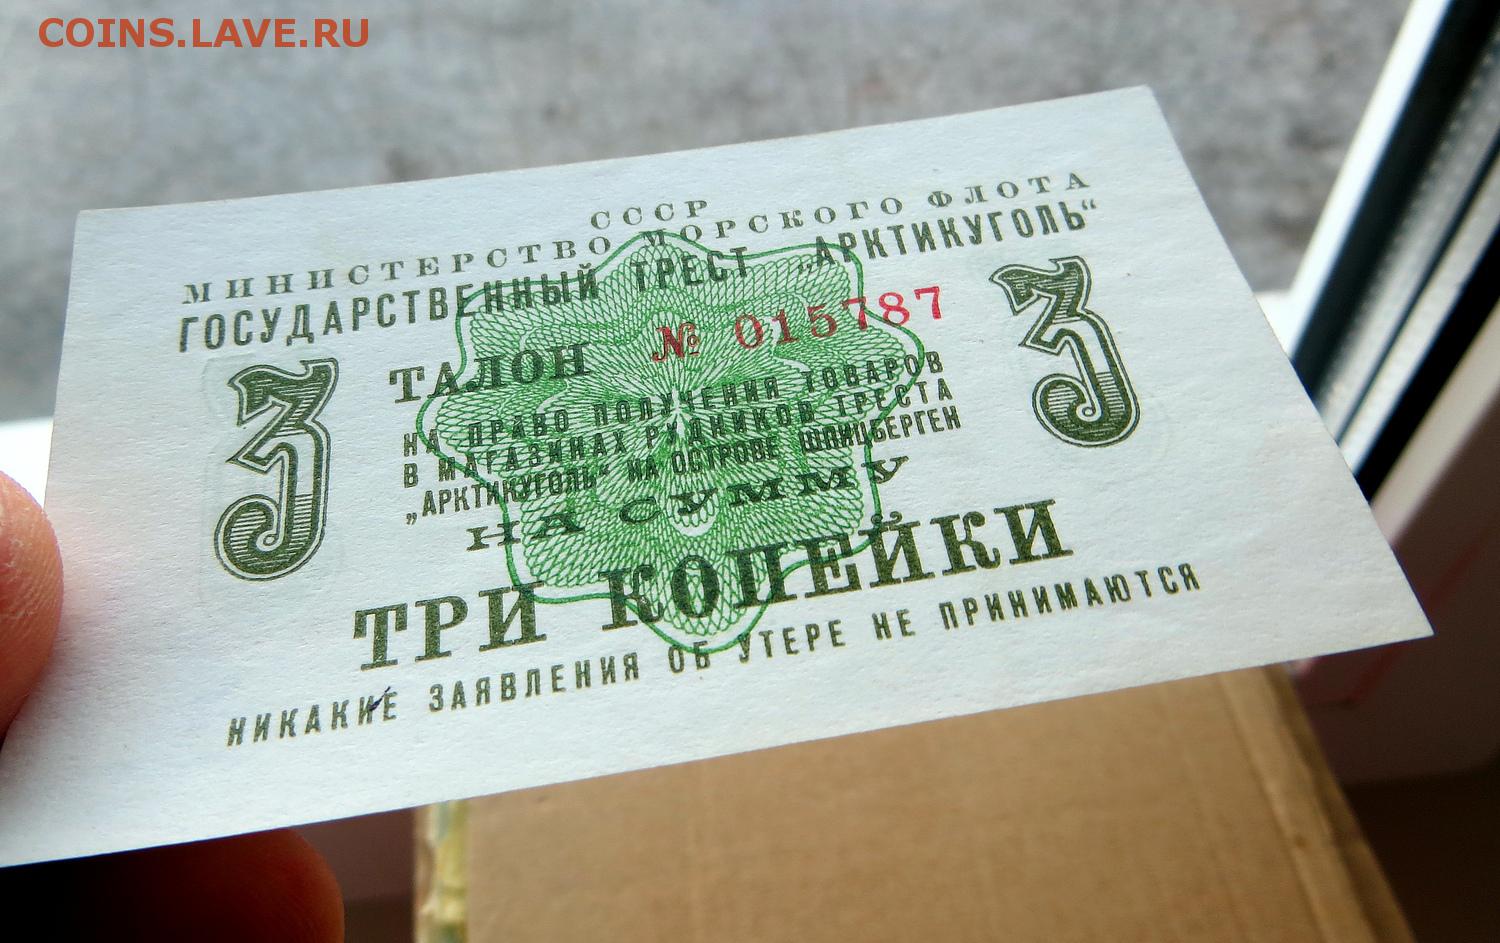 COINS.LAVE.RU
СССР
МИНИСТЕРСТВО МОРСКОГО ФЛОТА
ГОСУДАРСТВЕННЫЙ ТРЕСТ „АРКТИКУГОЛЬ“
3 ТАЛОН № 015787 3
НА ПРАВО ПОЛУЧЕНИЯ ТОВАРОВ
В МАГАЗИНАХ РУДНИКОВ ТРЕСТА
„АРКТИКУГОЛЬ“ НА ОСТРОВЕ ШПИЦБЕРГЕН
НА СУММУ
ТРИ КОПЕЙКИ
НИКАКИЕ ЗАЯВЛЕНИЯ ОБ УТЕРЕ НЕ ПРИНИМАЮТСЯ